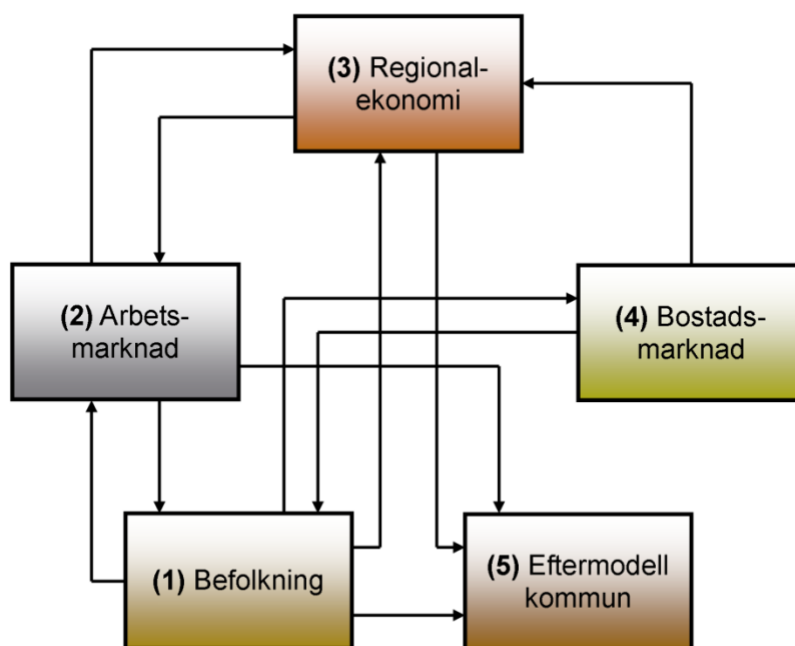 (3) Regional-
ekonomi
(2) Arbets-
marknad
(4) Bostads-
marknad
(1) Befolkning
(5) Eftermodell
kommun